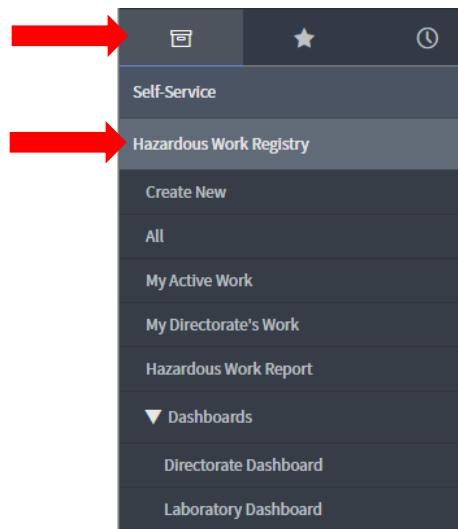 Self-Service
Hazardous Work Registry
Create New
All
My Active Work
My Directorate's Work
Hazardous Work Report
Dashboards
Directorate Dashboard
Laboratory Dashboard